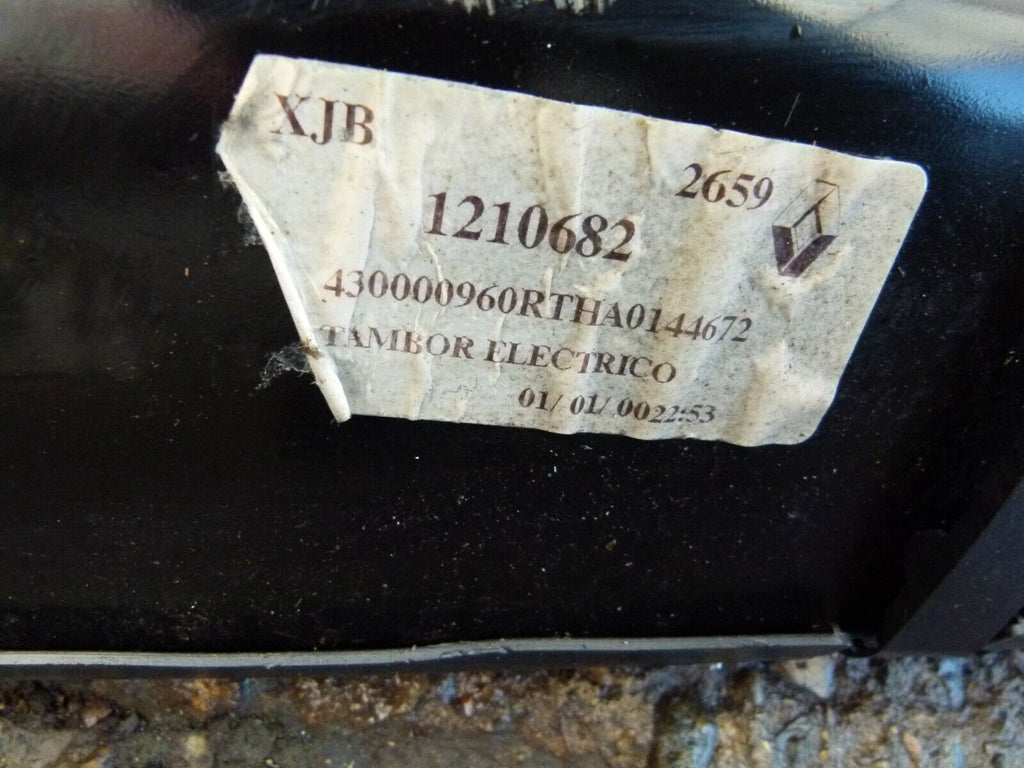 XJB
2659
1210682
430000960RTHA0144672
TAMBOR ELECTRICO
01/ 01/ 0022:53